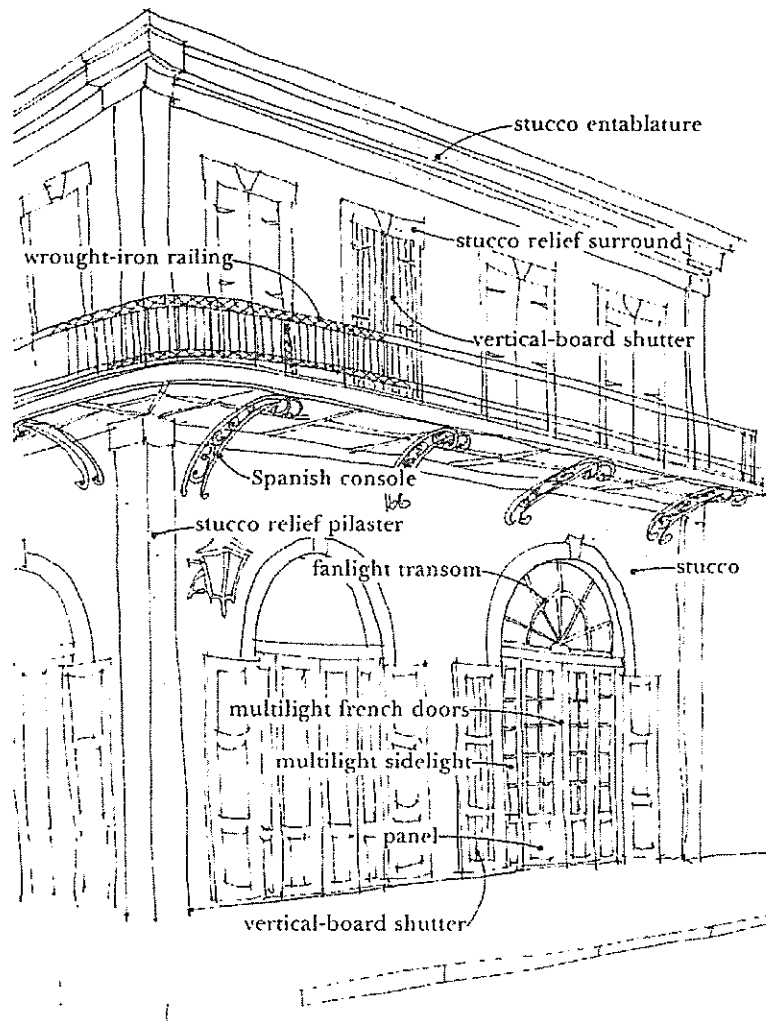 stucco entablature
stucco relief surround
wrought-iron railing
vertical-board shutter
Spanish console
166
stucco relief pilaster
fanlight transom
stucco
multilight french doors
multilight sidelight
panel
vertical-board shutter